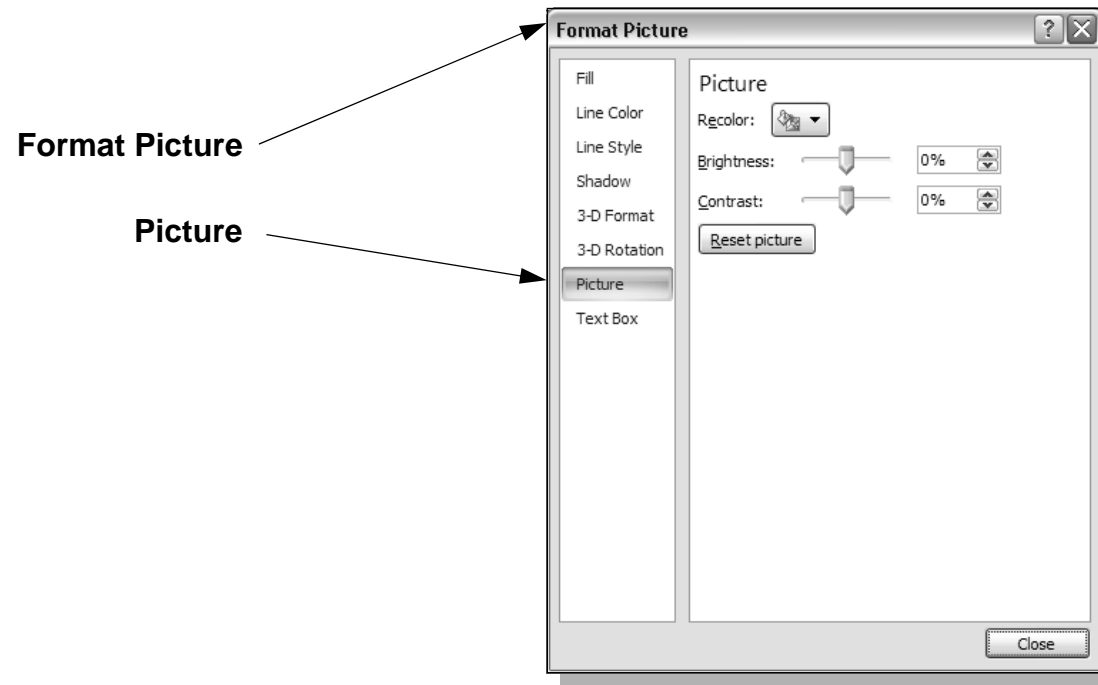 Format Picture
Format Picture
Picture
Fill
Line Color
Line Style
Shadow
3-D Format
3-D Rotation
Picture
Text Box
Picture
Recolor:
Brightness: 0%
Contrast: 0%
Reset picture
Close